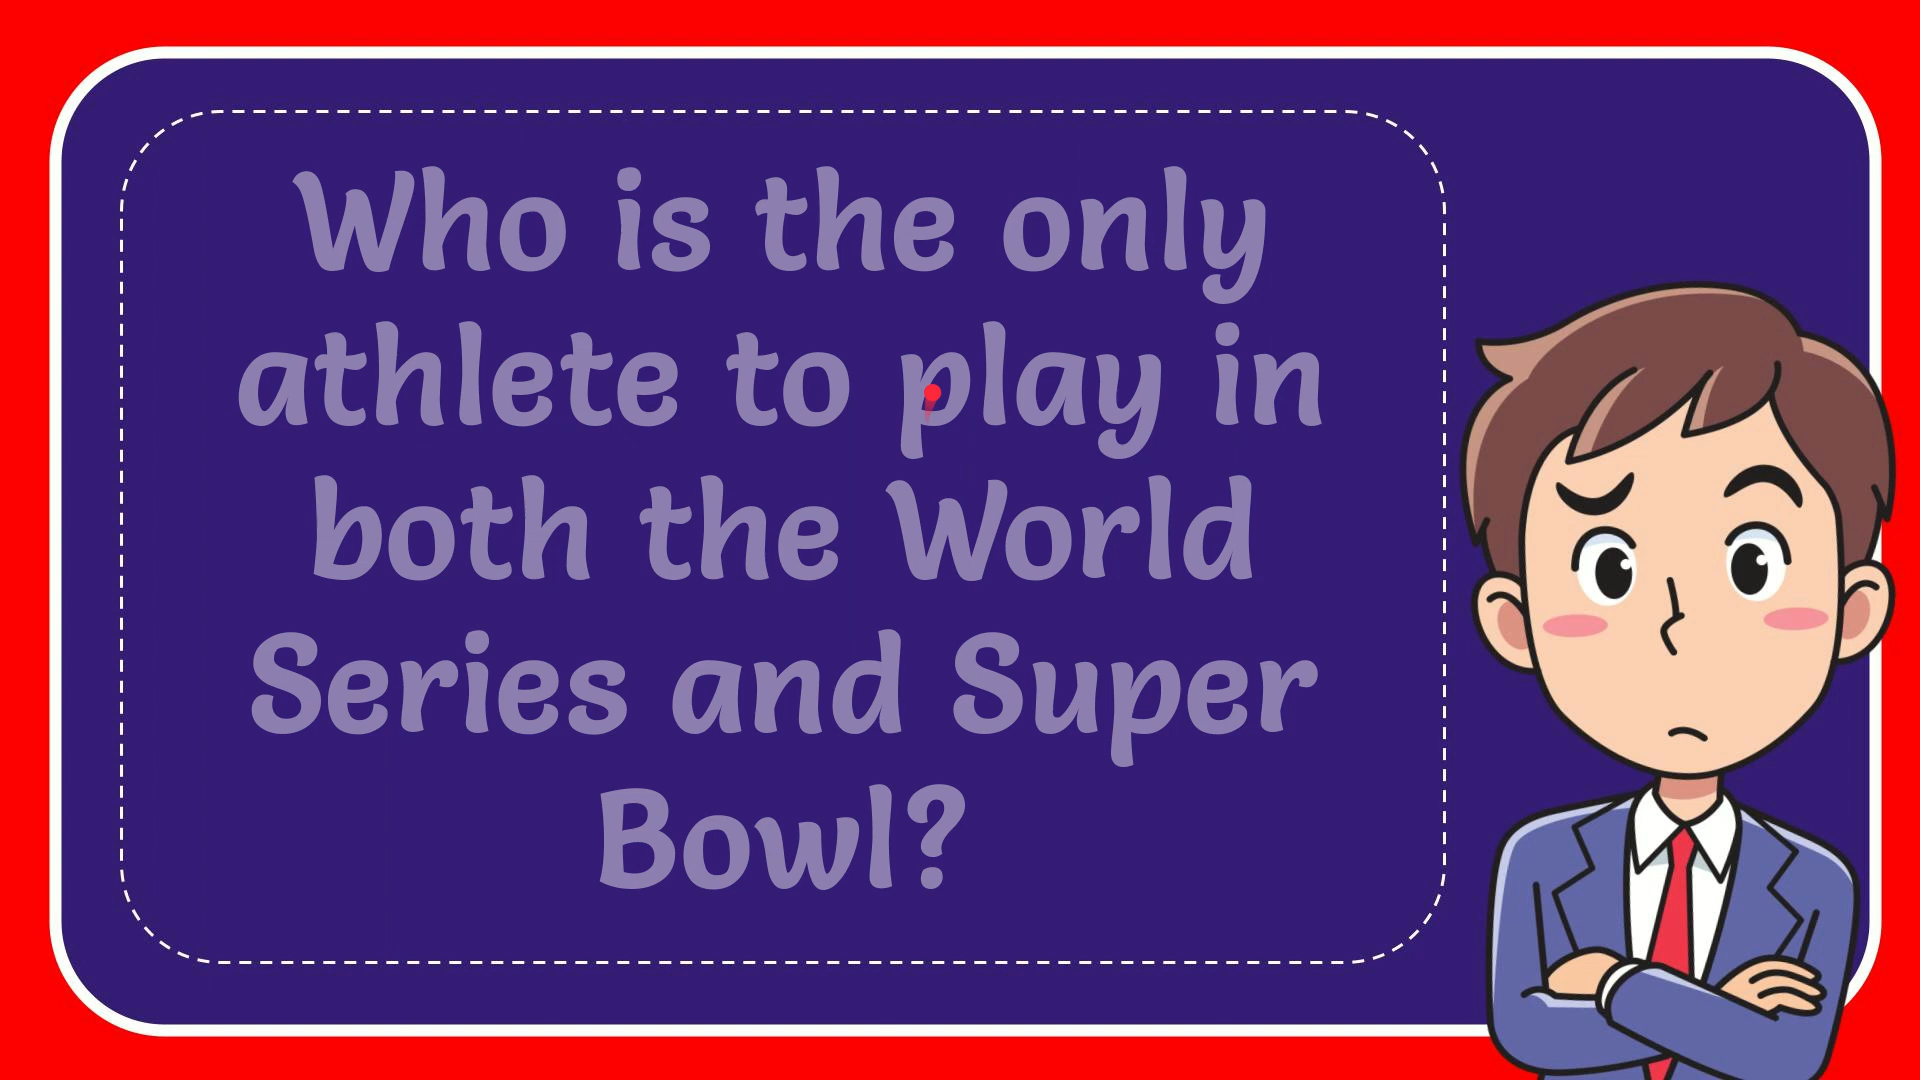 Who is the only
athlete to play in
both the World
Series and Super
Bowl?